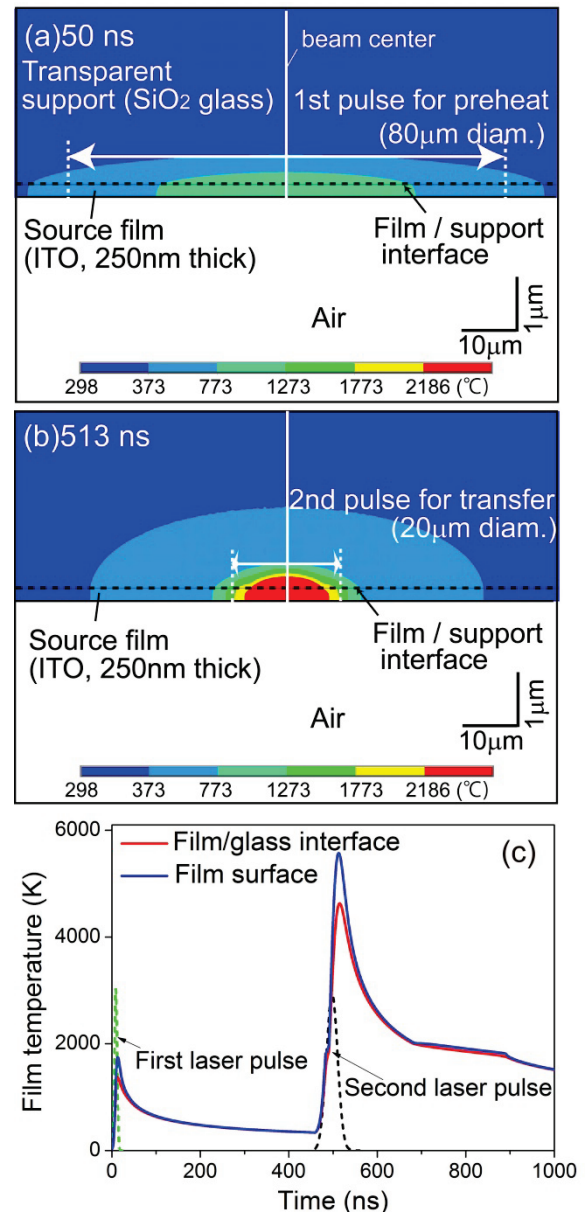 (a)50 ns
beam center
Transparent
support (SiO2 glass)
1st pulse for preheat
(80μm diam.)
Source film
(ITO, 250nm thick)
Film / support
interface
Air
1μm
10μm
298 373 773 1273 1773 2186 (℃)
(b)513 ns
2nd pulse for transfer
(20μm diam.)
Source film
(ITO, 250nm thick)
Film / support
interface
Air
1μm
10μm
298 373 773 1273 1773 2186 (℃)
(c)
Film/glass interface
Film surface
First laser pulse
Second laser pulse
Film temperature (K)
6000
4000
2000
0
0 200 400 600 800 1000
Time (ns)